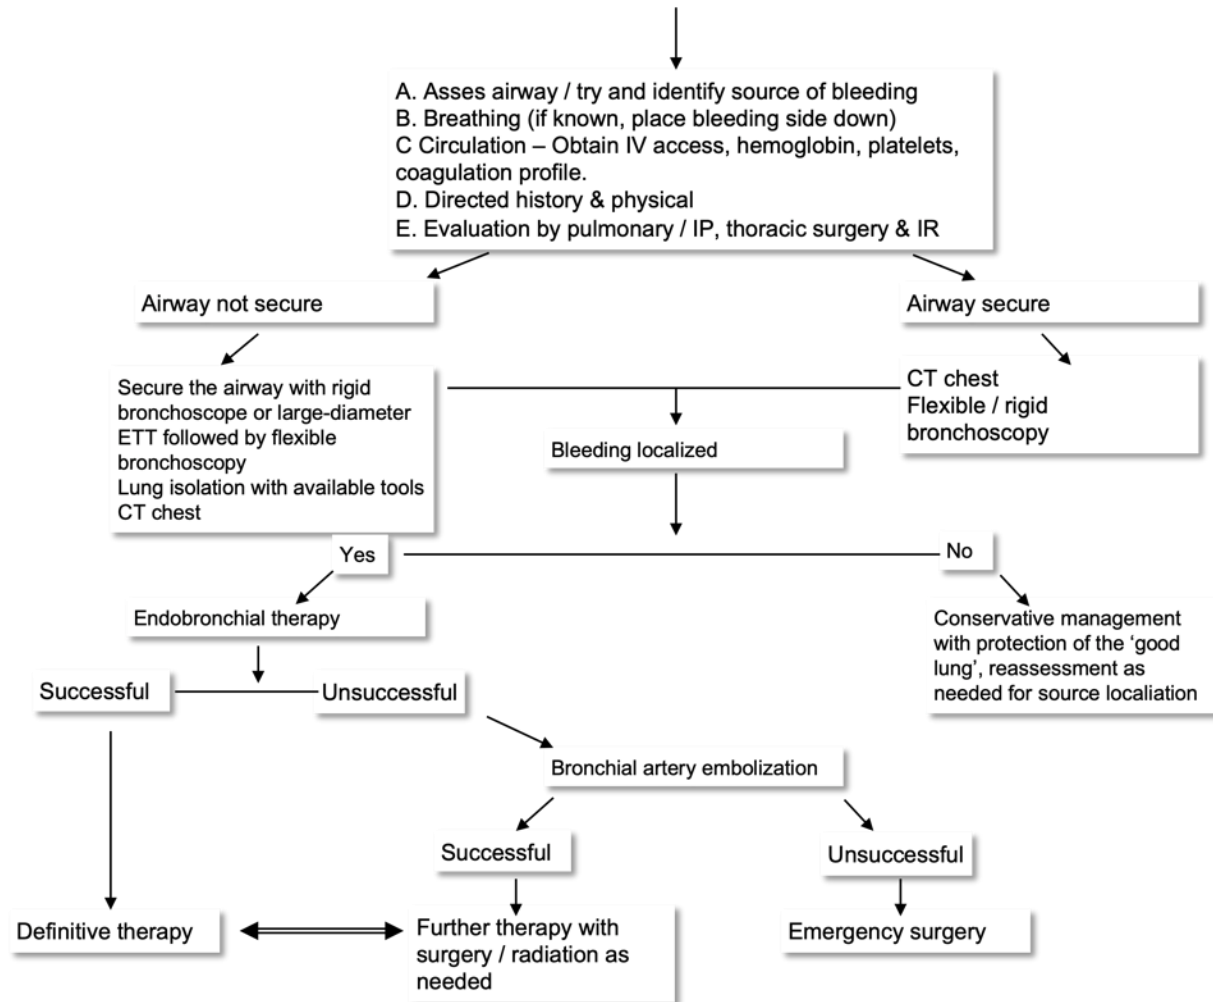 A. Asses airway / try and identify source of bleeding
B. Breathing (if known, place bleeding side down)
C Circulation – Obtain IV access, hemoglobin, platelets,
coagulation profile.
D. Directed history & physical
E. Evaluation by pulmonary / IP, thoracic surgery & IR
Airway not secure
Airway secure
Secure the airway with rigid
bronchoscope or large-diameter
ETT followed by flexible
bronchoscopy
Lung isolation with available tools
CT chest
CT chest
Flexible / rigid
bronchoscopy
Bleeding localized
Yes
No
Endobronchial therapy
Conservative management
with protection of the ‘good
lung’, reassessment as
needed for source localiation
Successful
Unsuccessful
Bronchial artery embolization
Successful
Unsuccessful
Definitive therapy
Further therapy with
surgery / radiation as
needed
Emergency surgery